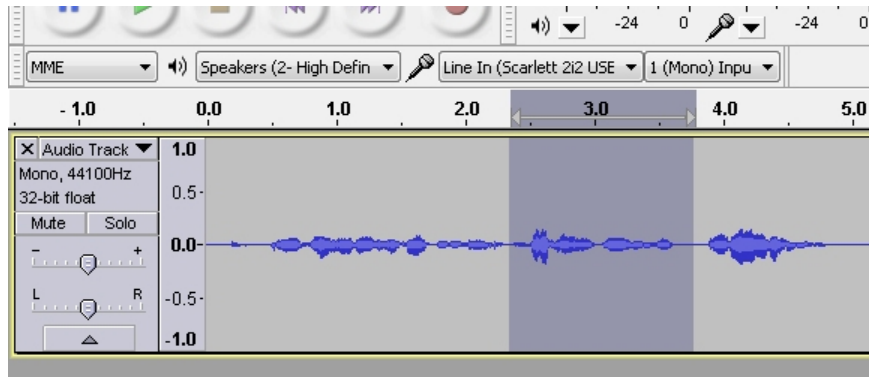 -24 0 -24 0
MME Speakers (2- High Defin Line In (Scarlett 2i2 USE 1 (Mono) Inpu
- 1.0 0.0 1.0 2.0 3.0 4.0 5.0
Audio Track 1.0
Mono, 44100Hz
32-bit float 0.5
Mute Solo
- + 0.0
L R -0.5
-1.0